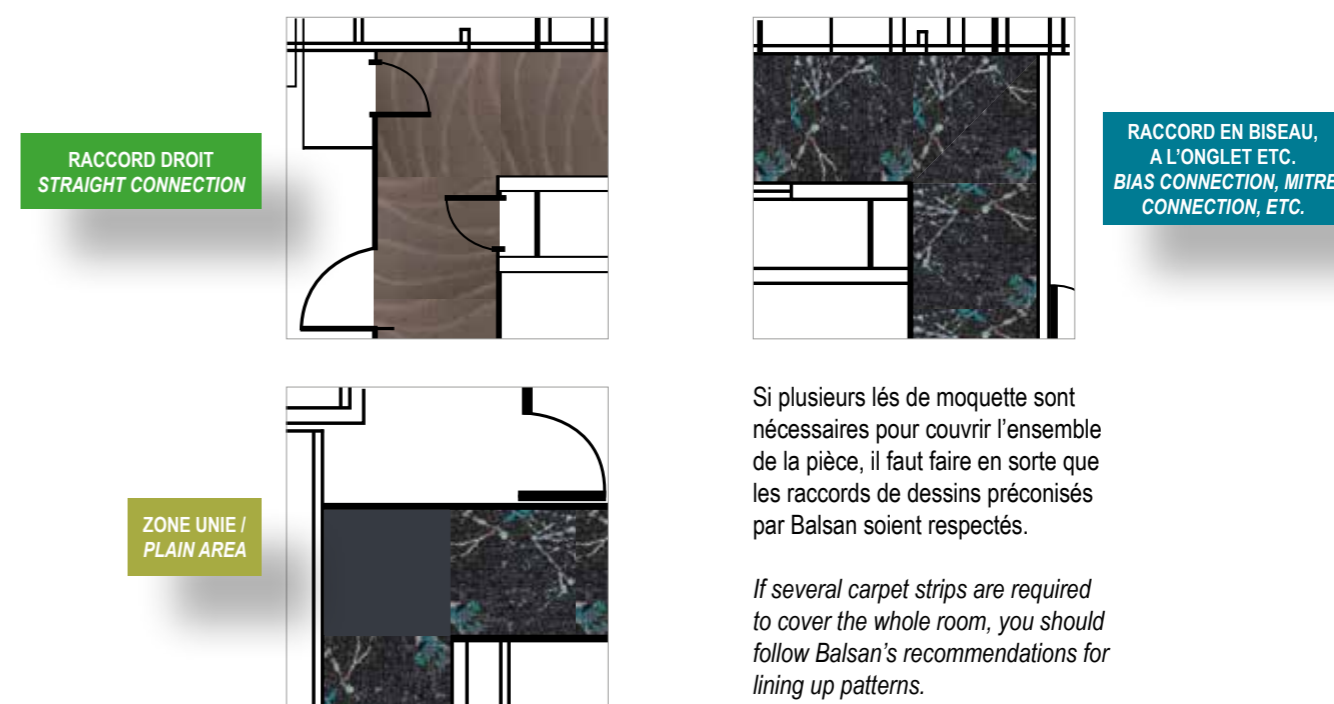 RACCORD DROIT
STRAIGHT CONNECTION
RACCORD EN BISEAU,
A L’ONGLET ETC.
BIAS CONNECTION, MITRE
CONNECTION, ETC.
ZONE UNIE /
PLAIN AREA
Si plusieurs lés de moquette sont
nécessaires pour couvrir l’ensemble
de la pièce, il faut faire en sorte que
les raccords de dessins préconisés
par Balsan soient respectés.
If several carpet strips are required
to cover the whole room, you should
follow Balsan’s recommendations for
lining up patterns.